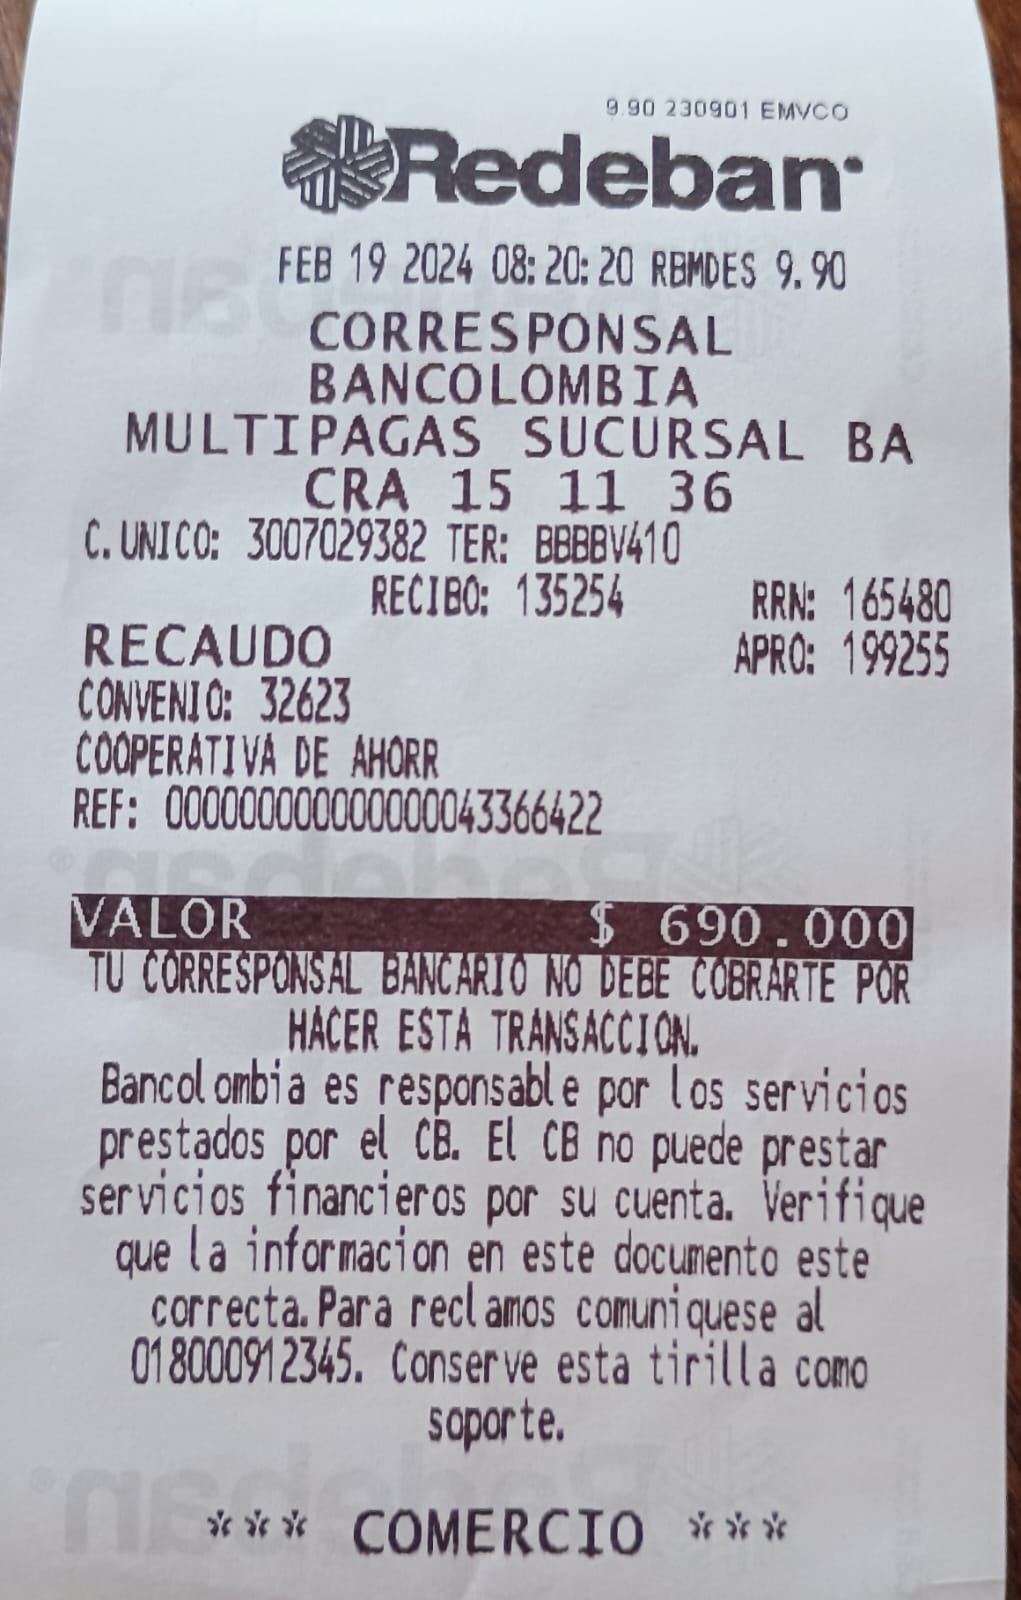 9.90 230901 EMVCO
Redeban
FEB 19 2024 08:20:20 RBMDES 9.90
CORRESPONSAL
BANCOLOMBIA
MULTIPAGAS SUCURSAL BA
CRA 15 11 36
C. UNICO: 3007029382 TER: BBBBV410
RECIBO: 135254 RRN: 165480
RECAUDO APRO: 199255
CONVENIO: 32623
COOPERATIVA DE AHORR
REF: 000000000000000043366422
VALOR $ 690.000
TU CORRESPONSAL BANCARIO NO DEBE COBRARTE POR
HACER ESTA TRANSACCION.
Bancolombia es responsable por los servicios
prestados por el CB. El CB no puede prestar
servicios financieros por su cuenta. Verifique
que la informacion en este documento este
correcta. Para reclamos comuniquese al
018000912345. Conserve esta tirilla como
soporte.
*** COMERCIO ***